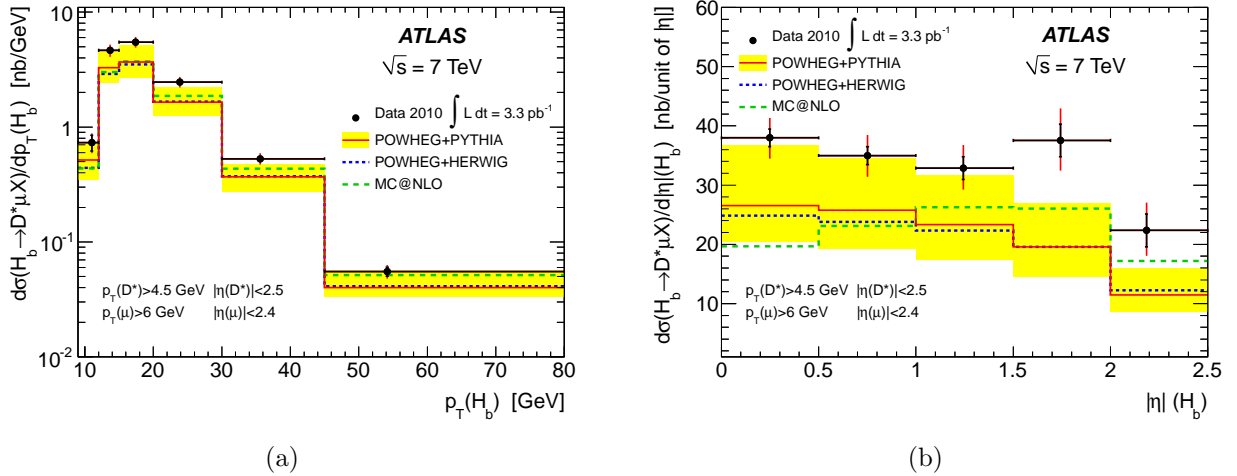 dσ(H_b→D*μX)/dp_T(H_b) [nb/GeV]
10
1
10⁻¹
10⁻²
ATLAS
√s = 7 TeV
Data 2010 ∫ L dt = 3.3 pb⁻¹
POWHEG+PYTHIA
POWHEG+HERWIG
MC@NLO
p_T(D*)>4.5 GeV |η(D*)|<2.5
p_T(μ)>6 GeV |η(μ)|<2.4
10 20 30 40 50 60 70 80
p_T(H_b) [GeV]
(a)
dσ(H_b→D*μX)/d|η|(H_b) [nb/unit of |η|]
60
50
40
30
20
10
Data 2010 ∫ L dt = 3.3 pb⁻¹
POWHEG+PYTHIA
POWHEG+HERWIG
MC@NLO
ATLAS
√s = 7 TeV
p_T(D*)>4.5 GeV |η(D*)|<2.5
p_T(μ)>6 GeV |η(μ)|<2.4
0 0.5 1 1.5 2 2.5
|η| (H_b)
(b)